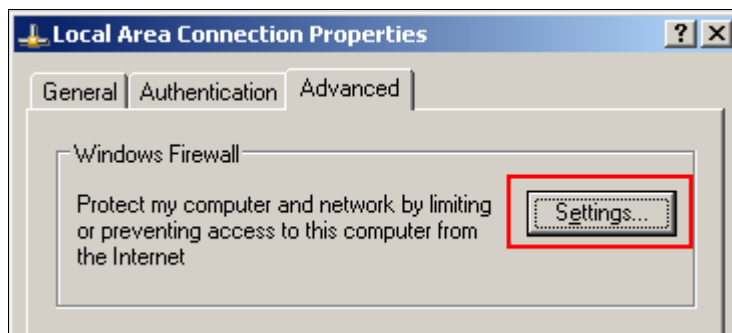 Local Area Connection Properties
General Authentication Advanced
Windows Firewall
Protect my computer and network by limiting
or preventing access to this computer from
the Internet
Settings...